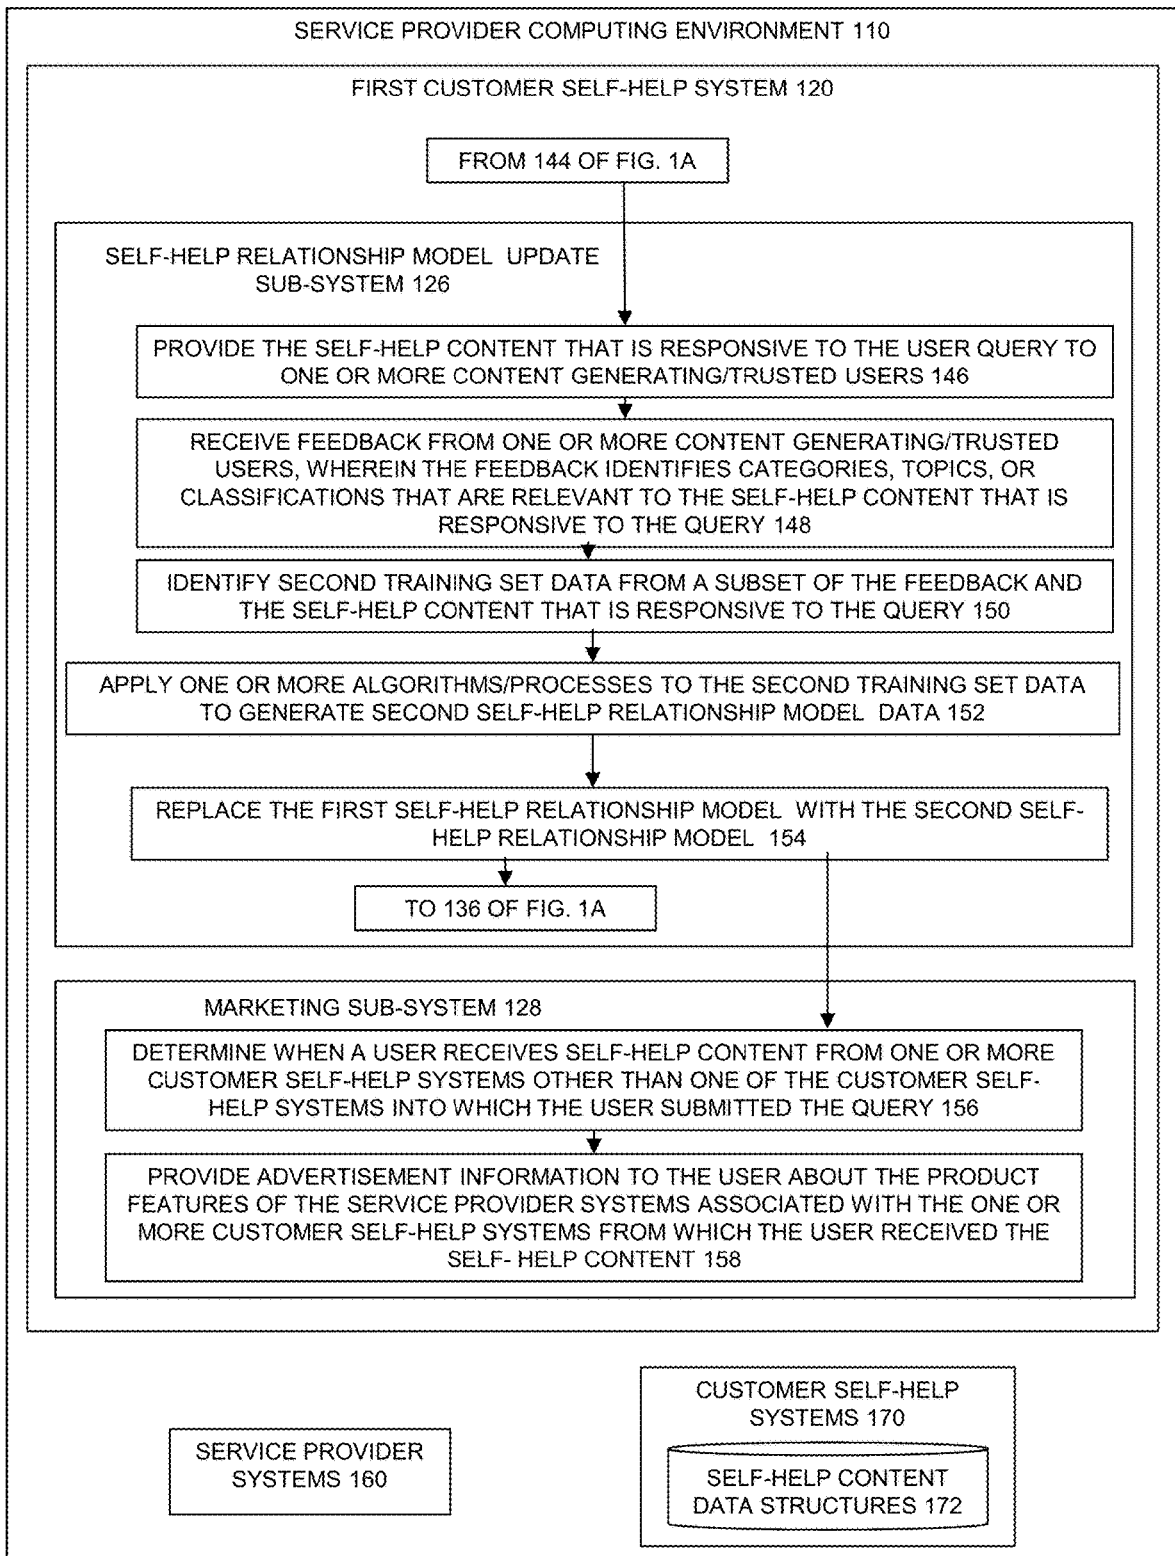 SERVICE PROVIDER COMPUTING ENVIRONMENT 110
FIRST CUSTOMER SELF-HELP SYSTEM 120
FROM 144 OF FIG. 1A
SELF-HELP RELATIONSHIP MODEL UPDATE
SUB-SYSTEM 126
PROVIDE THE SELF-HELP CONTENT THAT IS RESPONSIVE TO THE USER QUERY TO
ONE OR MORE CONTENT GENERATING/TRUSTED USERS 146
RECEIVE FEEDBACK FROM ONE OR MORE CONTENT GENERATING/TRUSTED
USERS, WHEREIN THE FEEDBACK IDENTIFIES CATEGORIES, TOPICS, OR
CLASSIFICATIONS THAT ARE RELEVANT TO THE SELF-HELP CONTENT THAT IS
RESPONSIVE TO THE QUERY 148
IDENTIFY SECOND TRAINING SET DATA FROM A SUBSET OF THE FEEDBACK AND
THE SELF-HELP CONTENT THAT IS RESPONSIVE TO THE QUERY 150
APPLY ONE OR MORE ALGORITHMS/PROCESSES TO THE SECOND TRAINING SET DATA
TO GENERATE SECOND SELF-HELP RELATIONSHIP MODEL DATA 152
REPLACE THE FIRST SELF-HELP RELATIONSHIP MODEL WITH THE SECOND SELF-
HELP RELATIONSHIP MODEL 154
TO 136 OF FIG. 1A
MARKETING SUB-SYSTEM 128
DETERMINE WHEN A USER RECEIVES SELF-HELP CONTENT FROM ONE OR MORE
CUSTOMER SELF-HELP SYSTEMS OTHER THAN ONE OF THE CUSTOMER SELF-
HELP SYSTEMS INTO WHICH THE USER SUBMITTED THE QUERY 156
PROVIDE ADVERTISEMENT INFORMATION TO THE USER ABOUT THE PRODUCT
FEATURES OF THE SERVICE PROVIDER SYSTEMS ASSOCIATED WITH THE ONE OR
MORE CUSTOMER SELF-HELP SYSTEMS FROM WHICH THE USER RECEIVED THE
SELF- HELP CONTENT 158
SERVICE PROVIDER
SYSTEMS 160
CUSTOMER SELF-HELP
SYSTEMS 170
SELF-HELP CONTENT
DATA STRUCTURES 172